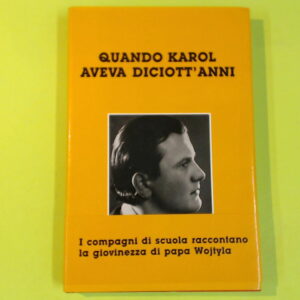 QUANDO KAROL
AVEVA DICIOTT'ANNI
I compagni di scuola raccontano
la giovinezza di papa Wojtyla